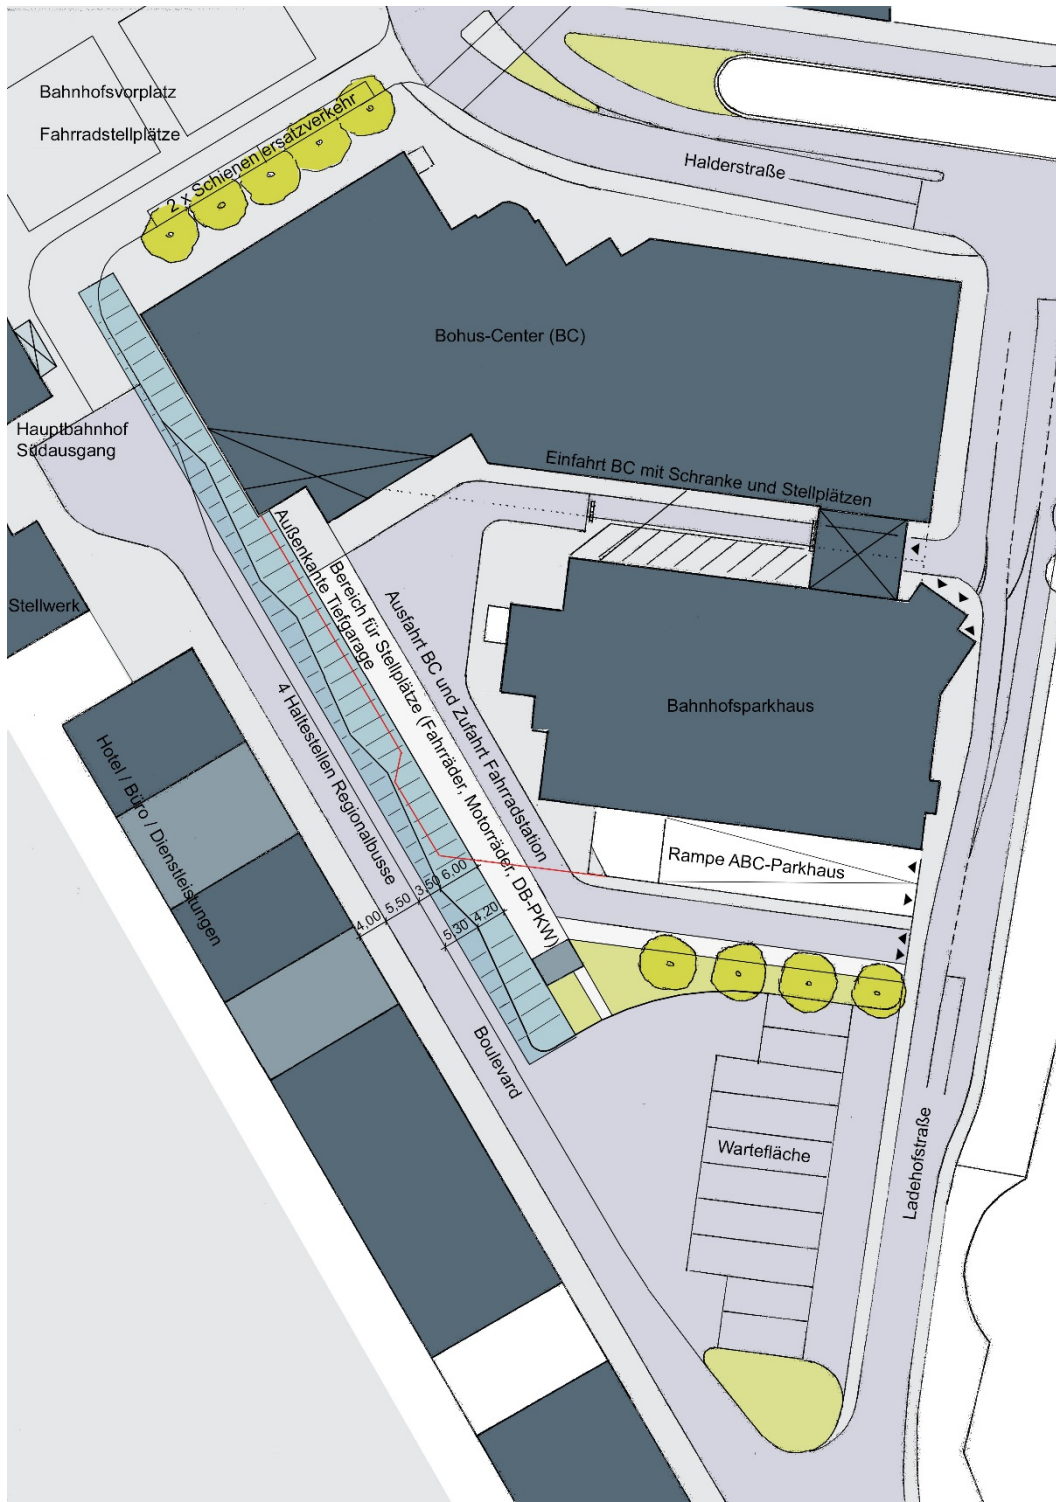 Bahnhofsvorplatz
Fahrradstellplätze
2 x Schienenersatzverkehr
Halderstraße
Bohus-Center (BC)
Hauptbahnhof
Südausgang
Einfahrt BC mit Schranke und Stellplätzen
Stellwerk
Außenkante Tiefgarage
Bereich für Stellplätze (Fahrräder, Motorräder, DB-PKW)
Ausfahrt BC und Zufahrt Fahrradstation
4 Haltestellen Regionalbusse
Bahnhofsparkhaus
Hotel / Büro / Dienstleistungen
Rampe ABC-Parkhaus
4,00
5,50
3,50
6,00
5,30
4,20
Boulevard
Wartefläche
Ladehofstraße